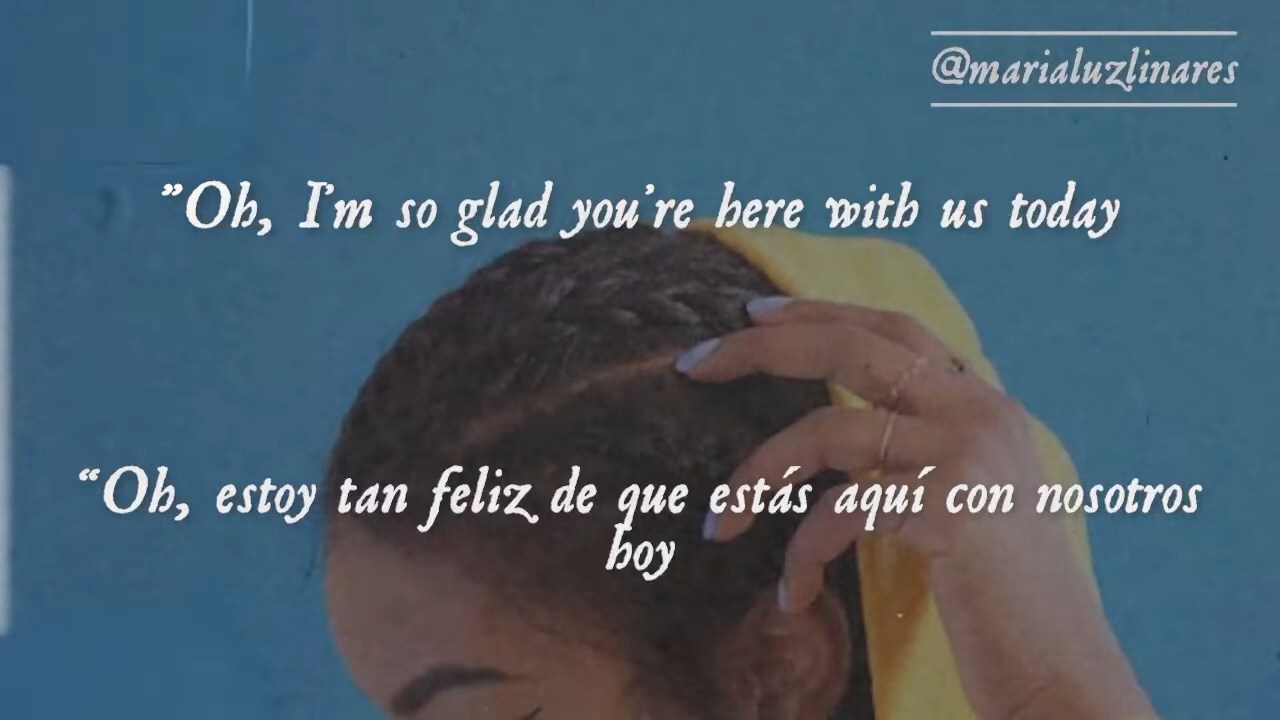 @marialuzlinares
”Oh, I'm so glad you're here with us today
“Oh, estoy tan feliz de que estás aquí con nosotros
hoy